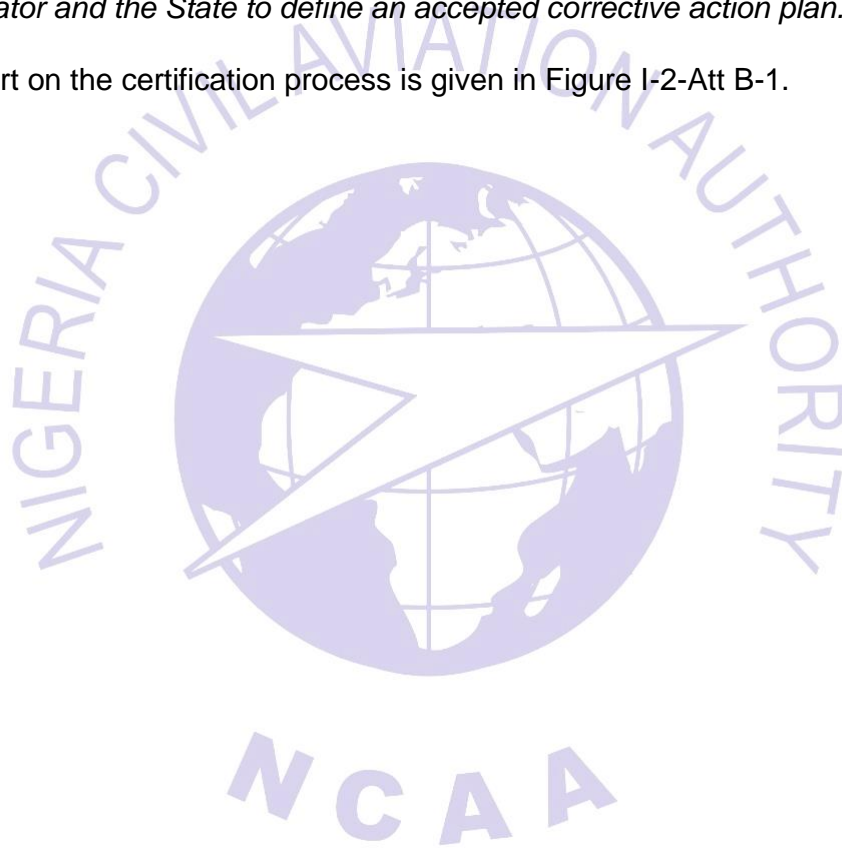 ator and the State to define an accepted corrective action plan.
rt on the certification process is given in Figure I-2-Att B-1.
NIGERIA CIVIL AVIATION AUTHORITY
NCAA